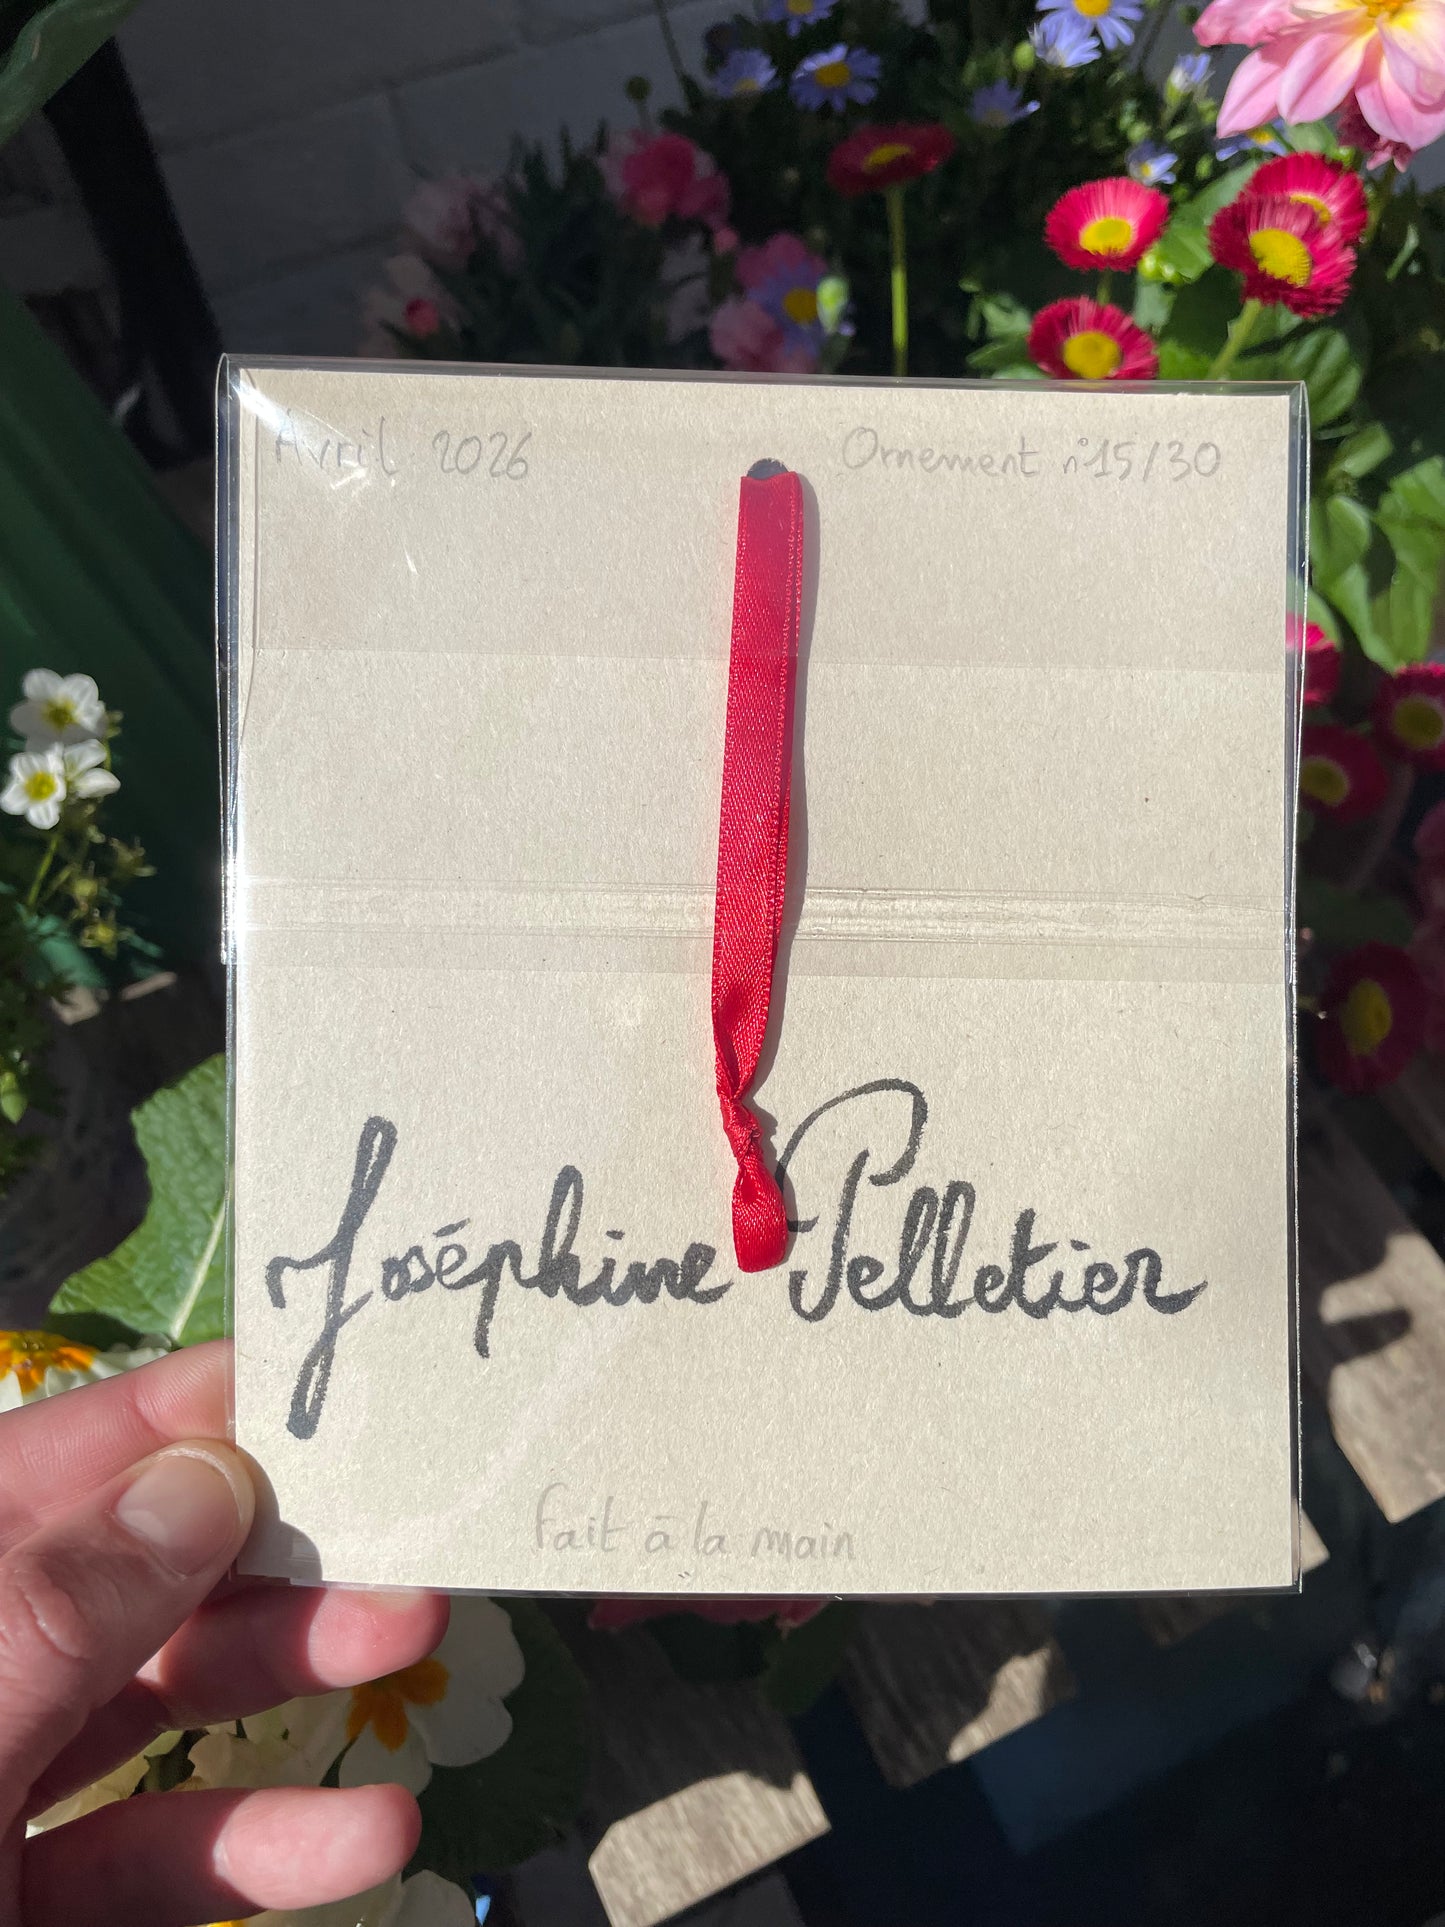 Avril 2026
Ornement n°15/30
Joséphine Pelletier
fait à la main